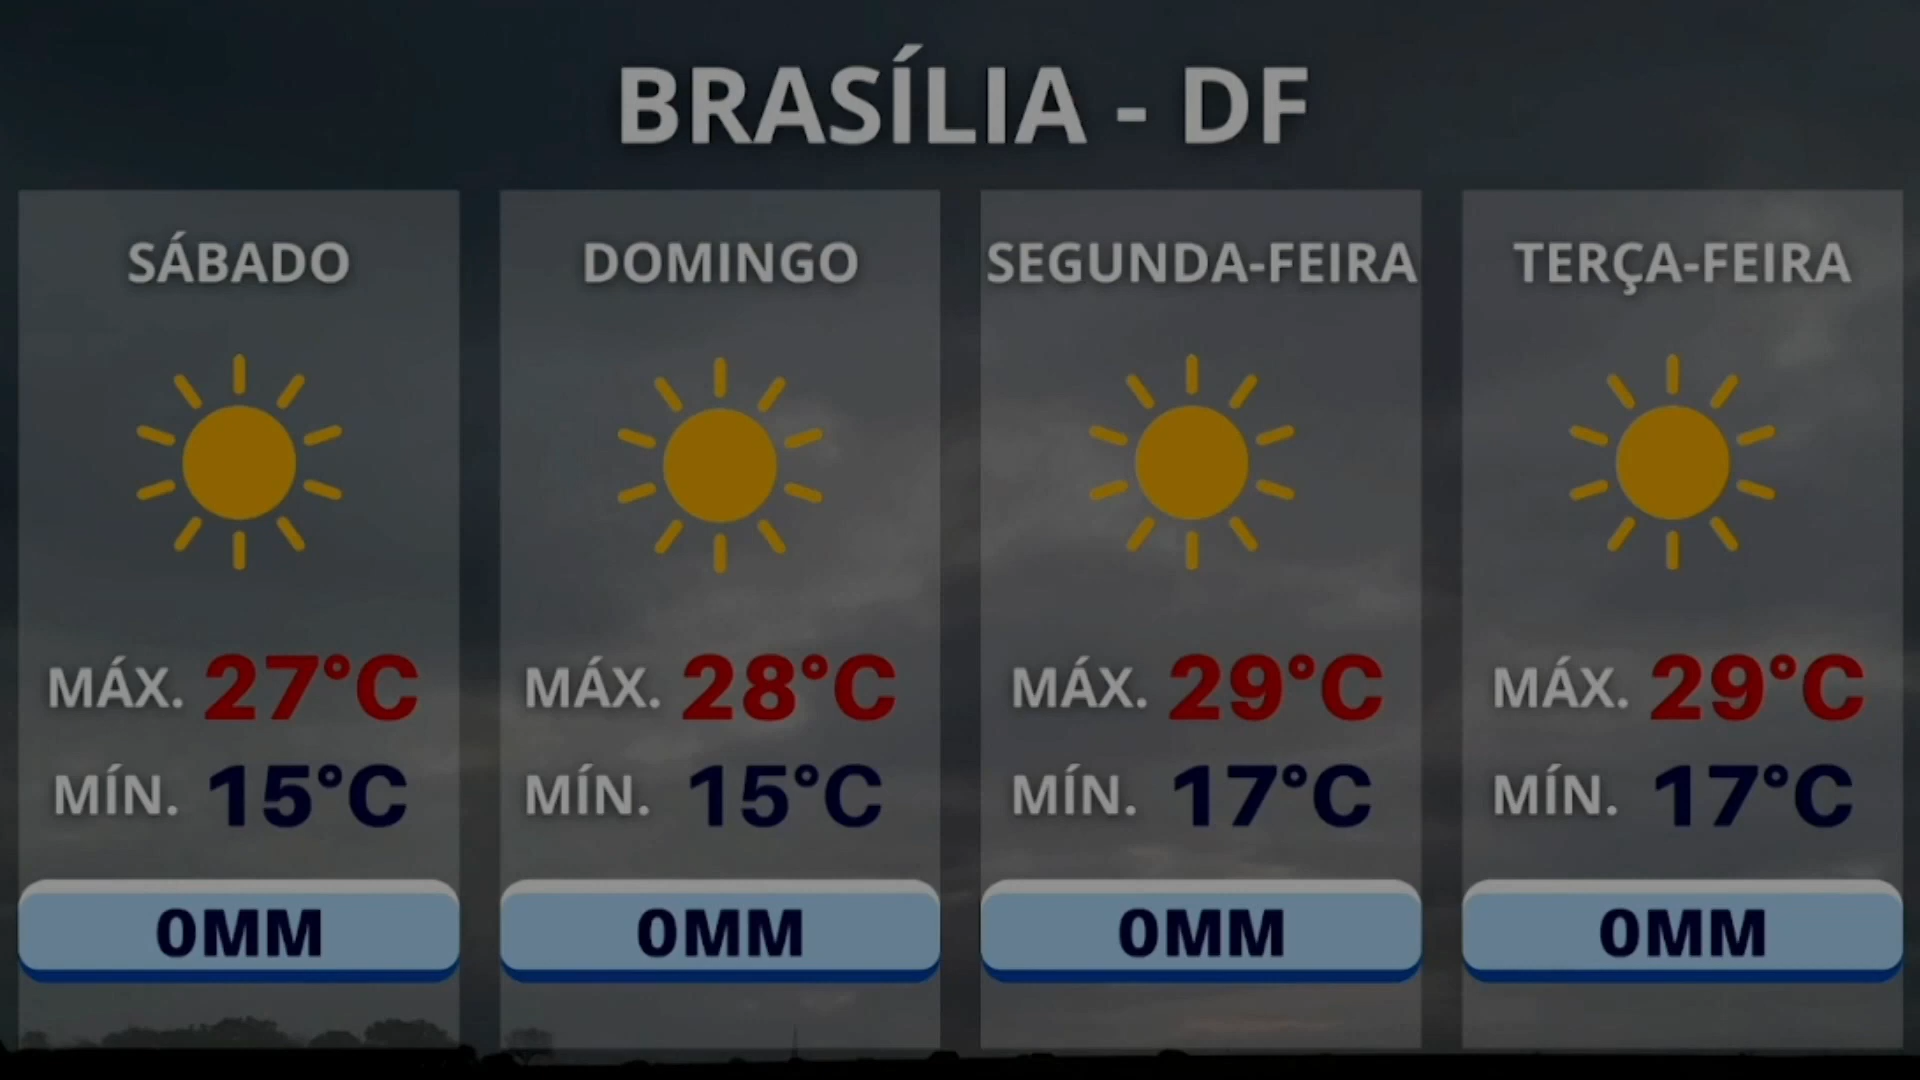 BRASÍLIA - DF
SÁBADO
MÁX. 27°C
MÍN. 15°C
0MM
DOMINGO
MÁX. 28°C
MÍN. 15°C
0MM
SEGUNDA-FEIRA
MÁX. 29°C
MÍN. 17°C
0MM
TERÇA-FEIRA
MÁX. 29°C
MÍN. 17°C
0MM